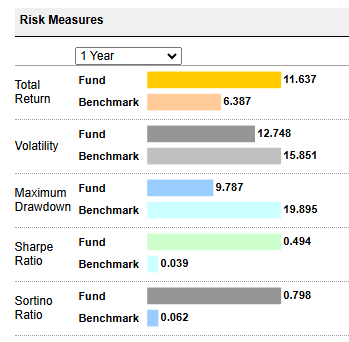 Risk Measures
1 Year
Total Return
Fund 11.637
Benchmark 6.387
Volatility
Fund 12.748
Benchmark 15.851
Maximum Drawdown
Fund 9.787
Benchmark 19.895
Sharpe Ratio
Fund 0.494
Benchmark 0.039
Sortino Ratio
Fund 0.798
Benchmark 0.062